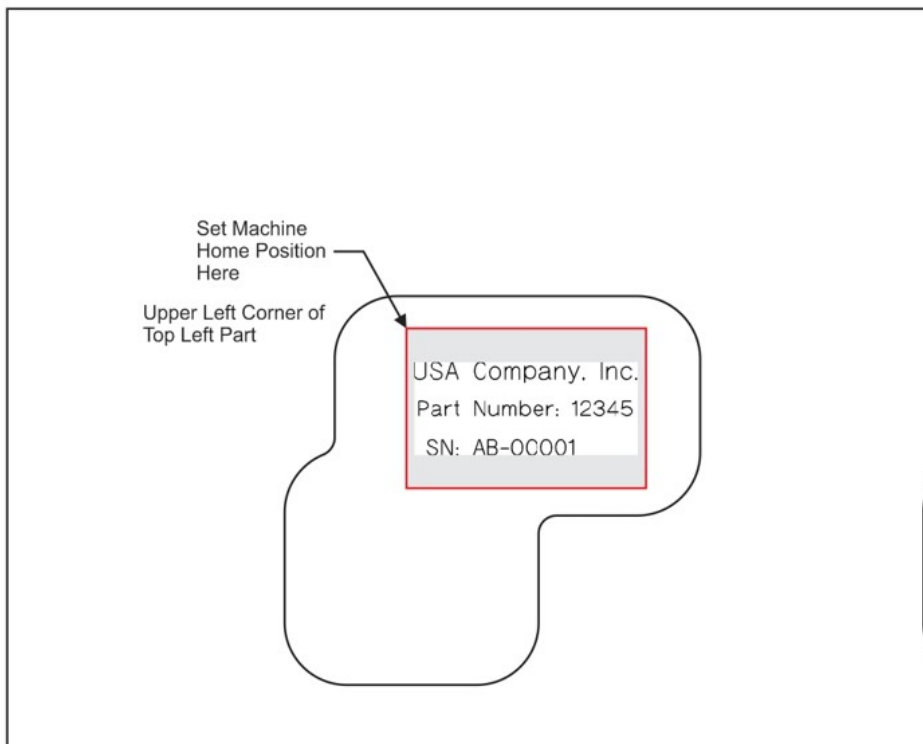 Set Machine
Home Position
Here
Upper Left Corner of
Top Left Part
USA Company, Inc.
Part Number: 12345
SN: AB-00001